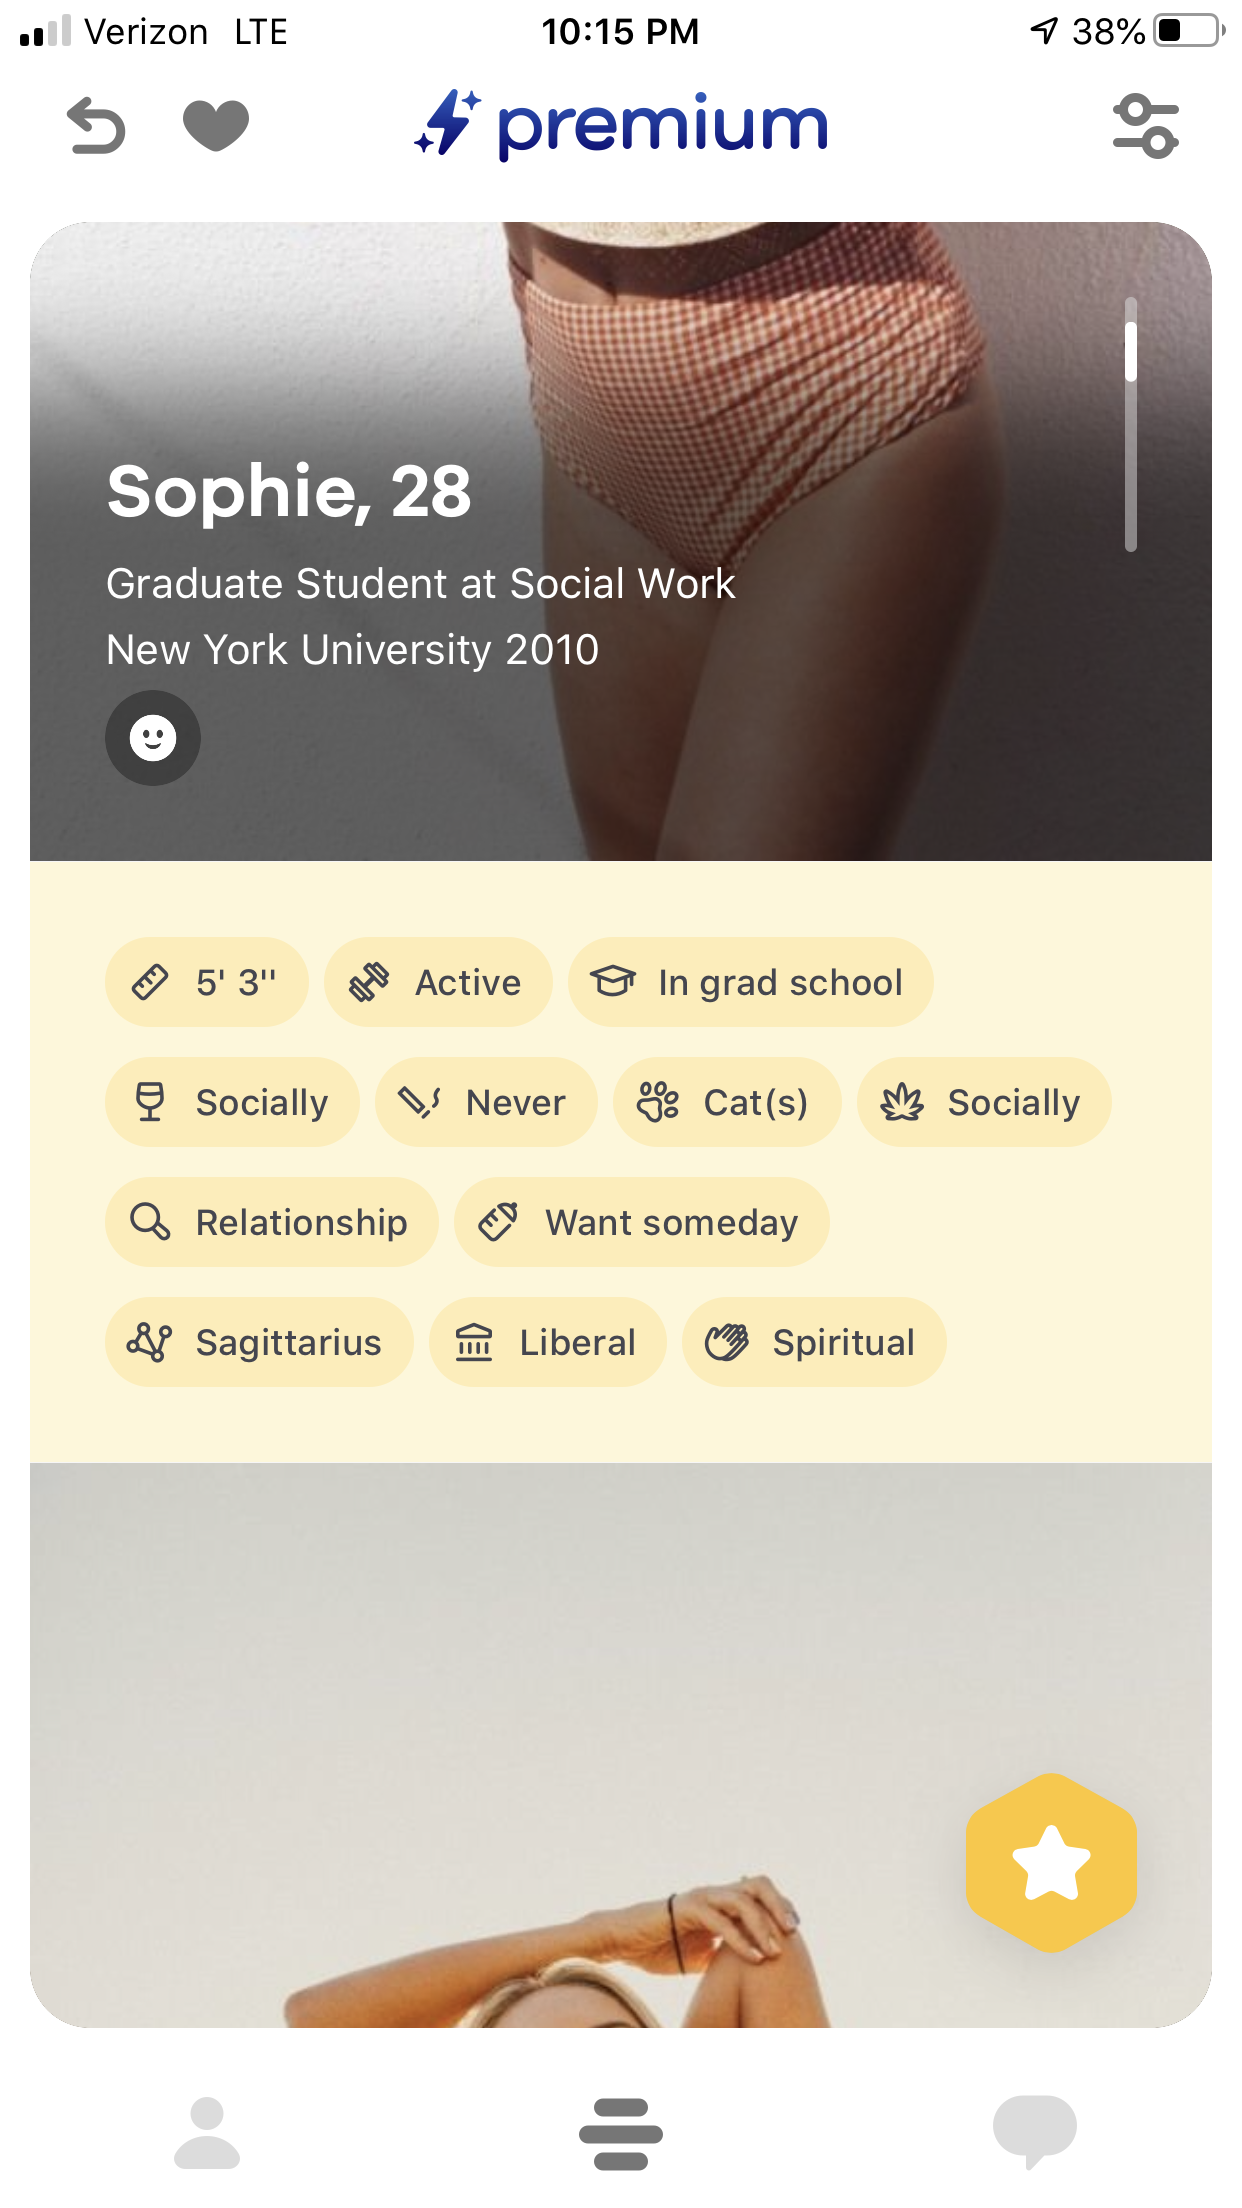 Verizon LTE 10:15 PM 38%
premium
Sophie, 28
Graduate Student at Social Work
New York University 2010
5' 3'' Active In grad school
Socially Never Cat(s) Socially
Relationship Want someday
Sagittarius Liberal Spiritual